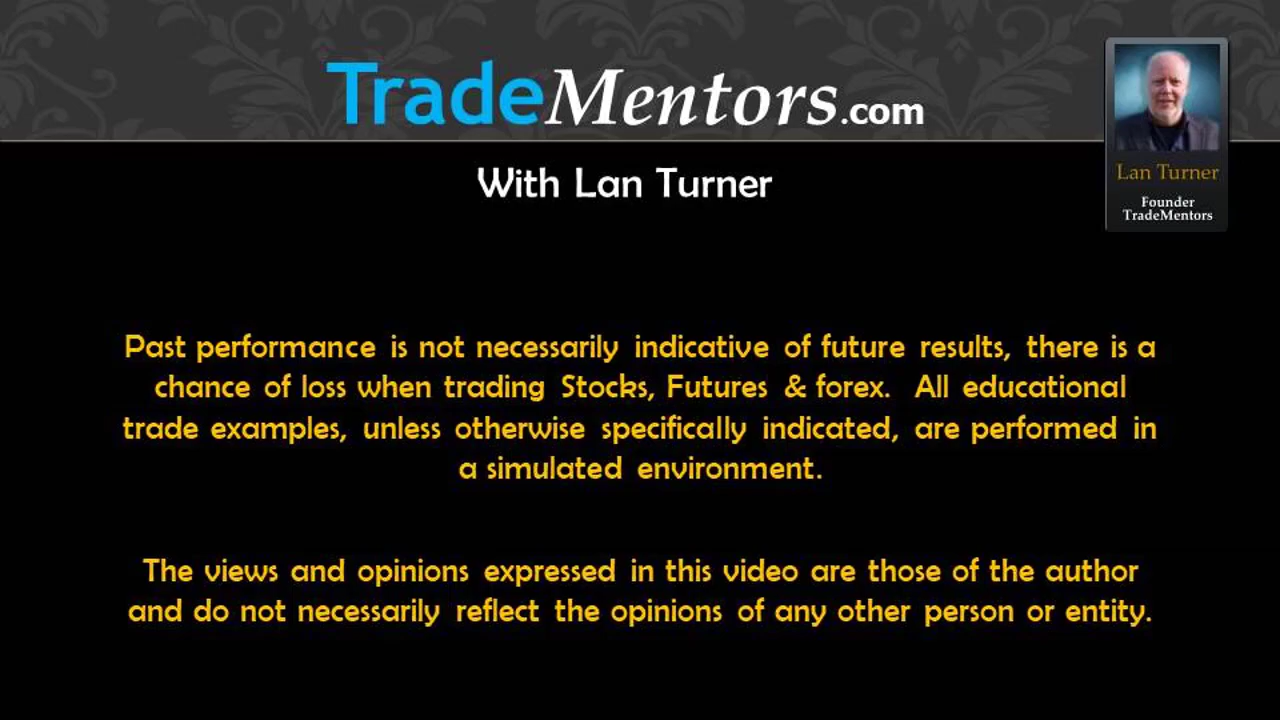 TradeMentors.com
With Lan Turner
Lan Turner
Founder
TradeMentors
Past performance is not necessarily indicative of future results, there is a
chance of loss when trading Stocks, Futures & forex. All educational
trade examples, unless otherwise specifically indicated, are performed in
a simulated environment.
The views and opinions expressed in this video are those of the author
and do not necessarily reflect the opinions of any other person or entity.